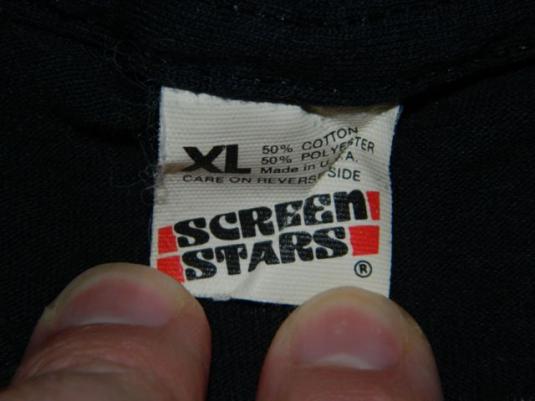 XL
50% COTTON
50% POLYESTER
Made in U.S.A.
CARE ON REVERSE SIDE
SCREEN
STARS
®